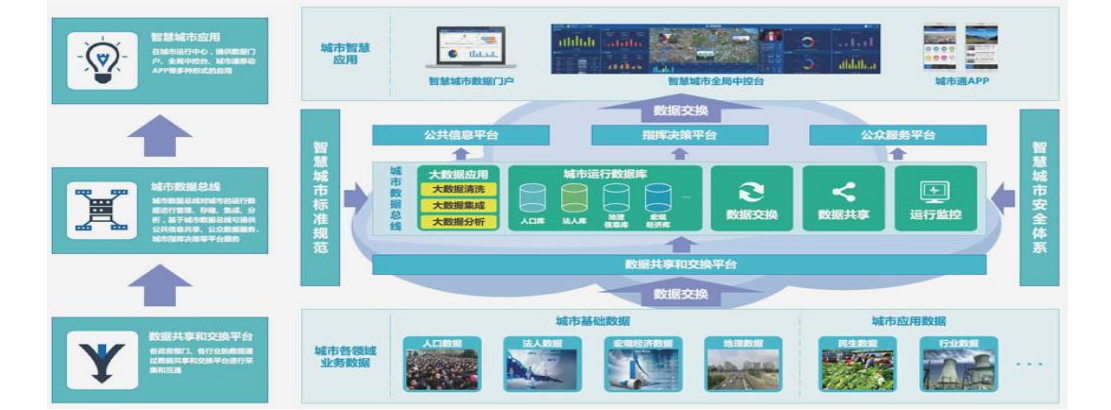 智慧城市应用
在城市运行中心，提供数据门
户、全局中控台、城市通移动
APP等多种形式的应用
城市数据总线
城市数据总线对城市的运行数
据进行管理、存储、集成、分
析，基于城市数据总线可提供
公共信息共享、公众数据服务、
城市指挥决策等平台服务
数据共享和交换平台
各政府部门、各行业的数据通
过数据共享和交换平台进行采
集和互通
城市智慧
应用
智慧城市数据门户
智慧城市全局中控台
城市通APP
数据交换
公共信息平台
指挥决策平台
公众服务平台
智慧城市标准规范
城市数据总线
大数据应用
大数据清洗
大数据集成
大数据分析
城市运行数据库
人口库
法人库
地理
信息库
宏观
经济库
...
数据交换
数据共享
运行监控
智慧城市安全体系
数据共享和交换平台
数据交换
城市各领域
业务数据
城市基础数据
人口数据
法人数据
宏观经济数据
地理数据
城市应用数据
民生数据
行业数据
...